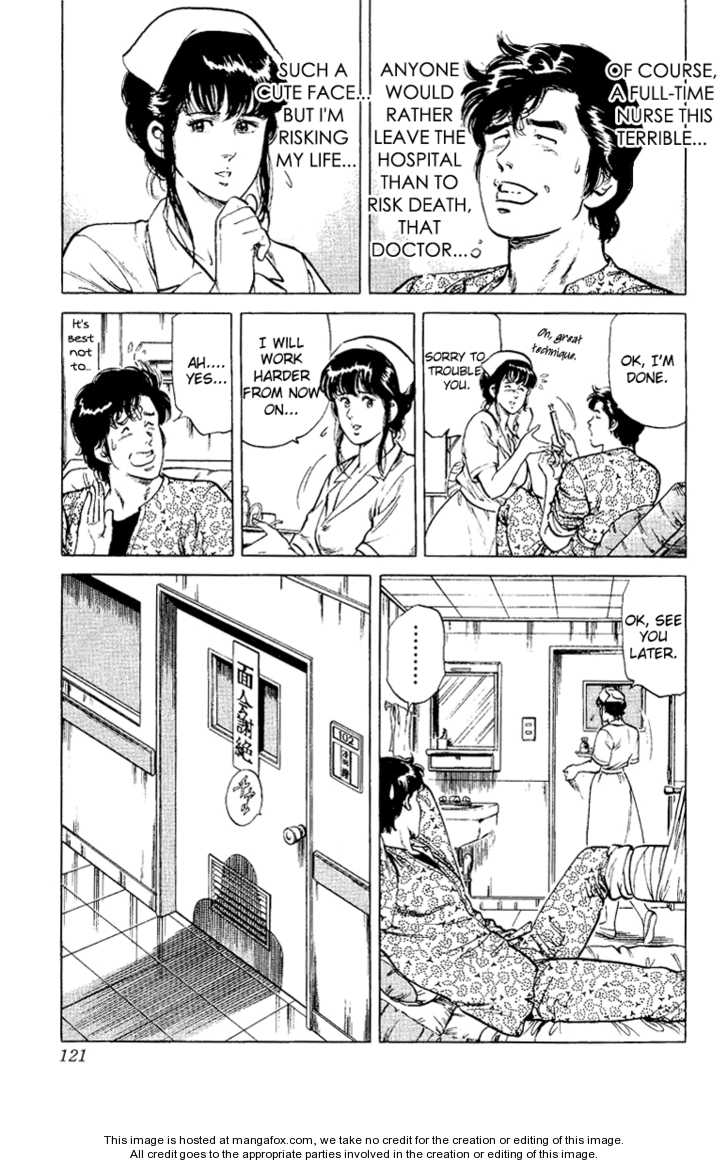 OF COURSE,
A FULL-TIME
NURSE THIS
TERRIBLE...
ANYONE
WOULD
RATHER
LEAVE THE
HOSPITAL
THAN TO
RISK DEATH,
THAT
DOCTOR...
SUCH A
CUTE FACE...
BUT I'M
RISKING
MY LIFE...
OK, I'M
DONE.
Oh, great
technique.
SORRY TO
TROUBLE
YOU.
I WILL
WORK
HARDER
FROM NOW
ON...
AH....
YES...
It's
best
not
to...
OK, SEE
YOU
LATER.
........
面会謝絶
102
冴羽獠
121
This image is hosted at mangafox.com, we take no credit for the creation or editing of this image.
All credit goes to the appropriate parties involved in the creation or editing of this image.